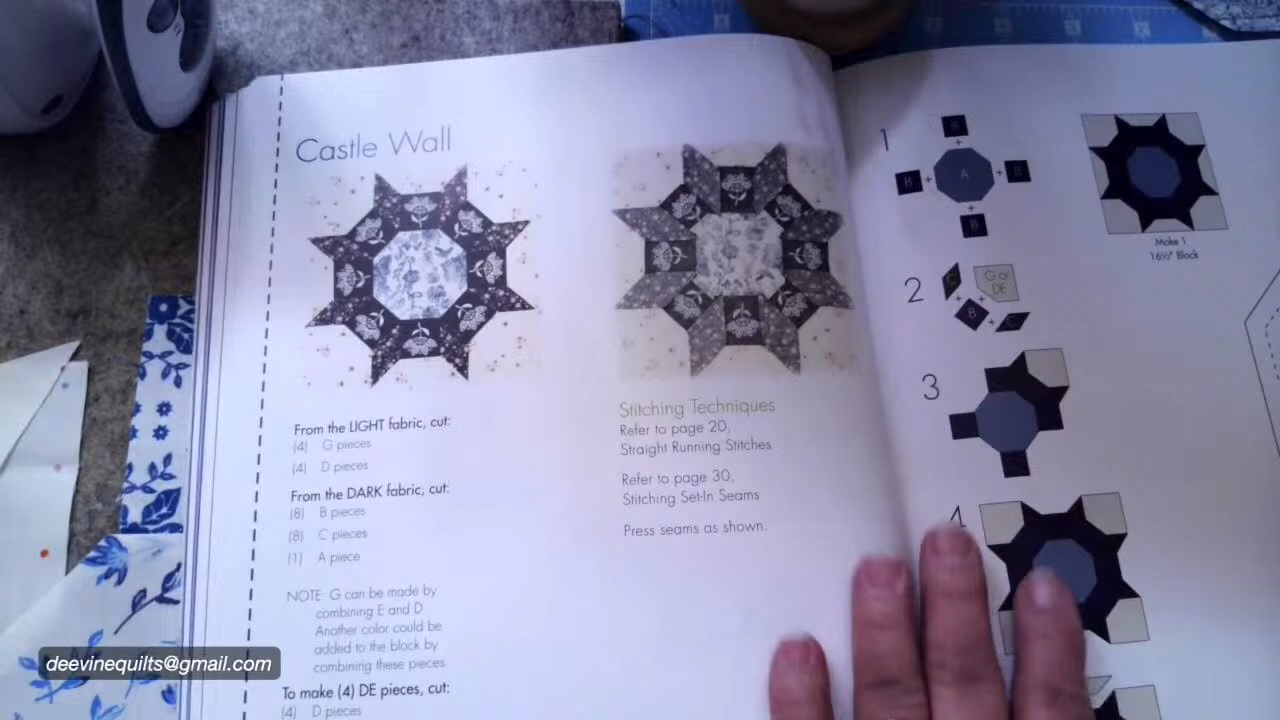 Castle Wall
From the LIGHT fabric, cut:
(4) G pieces
(4) D pieces
From the DARK fabric, cut:
(8) B pieces
(8) C pieces
(1) A piece
NOTE: G can be made by
combining E and D
Another color could be
added to the block by
combining these pieces
To make (4) DE pieces, cut:
(4) D pieces
Stitching Techniques
Refer to page 20,
Straight Running Stitches
Refer to page 30,
Stitching Set-In Seams
Press seams as shown.
1
B
+
B + A + B
+
B
Make 1
16½" Block
2
C
G or
DE
+ +
B + C
3
4
deevinequilts@gmail.com